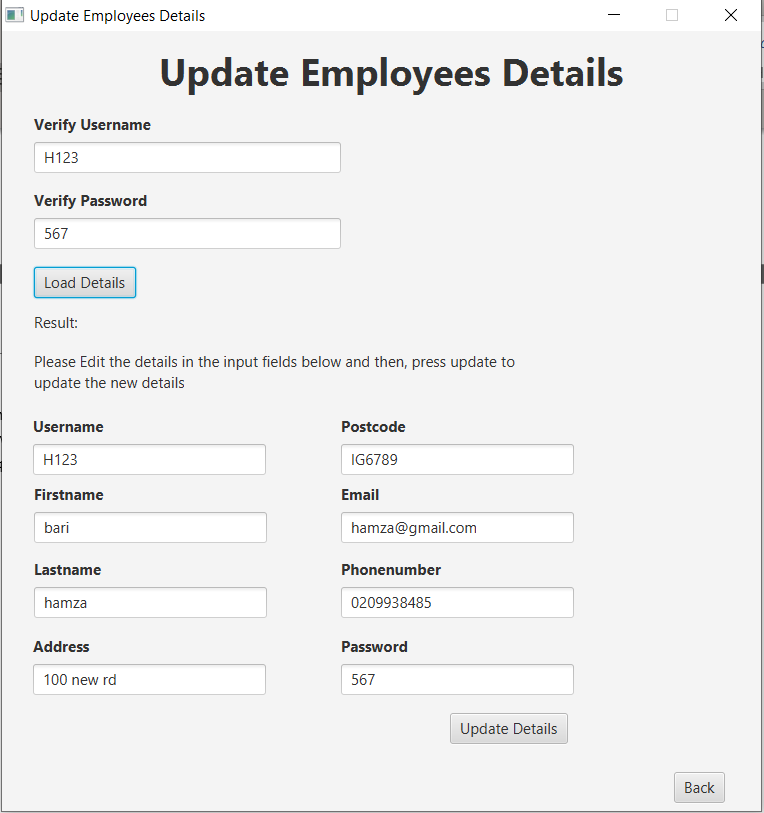 Update Employees Details
Update Employees Details
Verify Username
H123
Verify Password
567
Load Details
Result:
Please Edit the details in the input fields below and then, press update to
update the new details
Username
Postcode
H123
IG6789
Firstname
Email
bari
hamza@gmail.com
Lastname
Phonenumber
hamza
0209938485
Address
Password
100 new rd
567
Update Details
Back